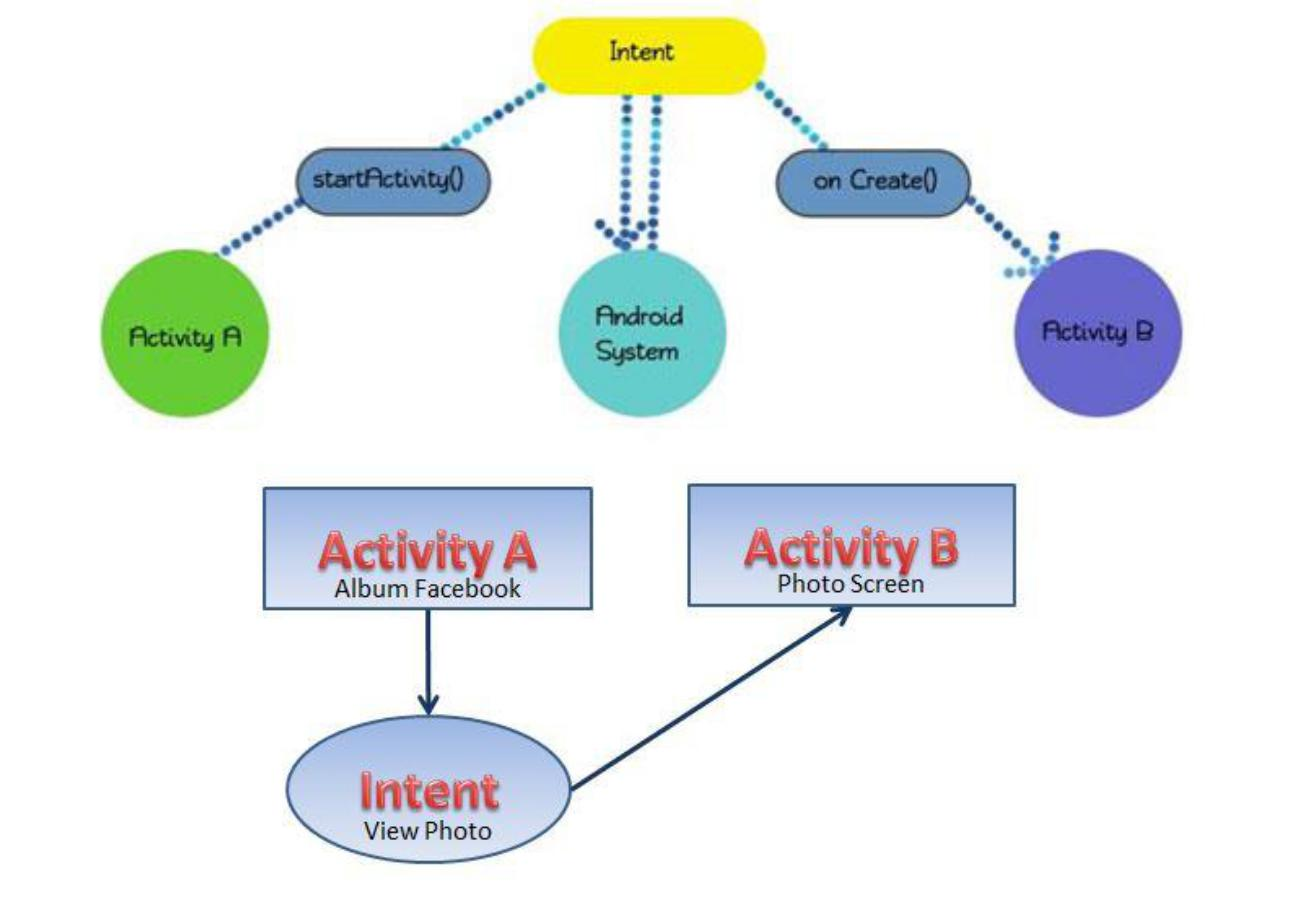 Intent
startActivity()
on Create()
Activity A
Android
System
Activity B
Activity A
Album Facebook
Activity B
Photo Screen
Intent
View Photo